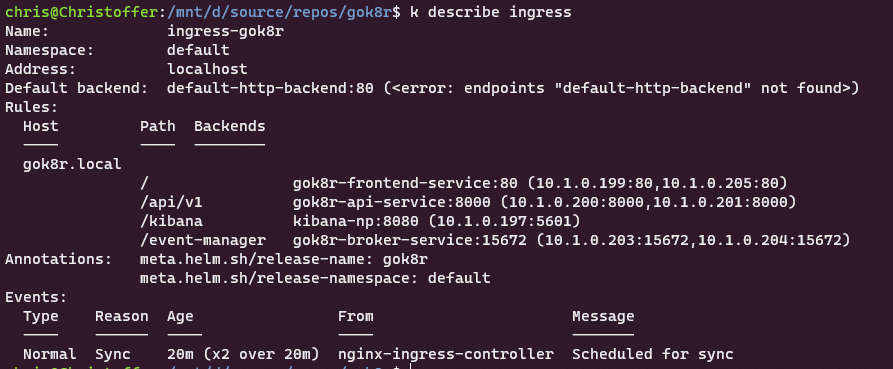 chris@Christoffer:/mnt/d/source/repos/gok8r$ k describe ingress
Name:             ingress-gok8r
Namespace:        default
Address:          localhost
Default backend:  default-http-backend:80 (<error: endpoints "default-http-backend" not found>)
Rules:
  Host         Path  Backends
  ----         ----  --------
  gok8r.local
               /                gok8r-frontend-service:80 (10.1.0.199:80,10.1.0.205:80)
               /api/v1          gok8r-api-service:8000 (10.1.0.200:8000,10.1.0.201:8000)
               /kibana          kibana-np:8080 (10.1.0.197:5601)
               /event-manager   gok8r-broker-service:15672 (10.1.0.203:15672,10.1.0.204:15672)
Annotations:   meta.helm.sh/release-name: gok8r
               meta.helm.sh/release-namespace: default
Events:
  Type    Reason  Age                From                      Message
  ----    ------  ----               ----                      -------
  Normal  Sync    20m (x2 over 20m)  nginx-ingress-controller  Scheduled for sync